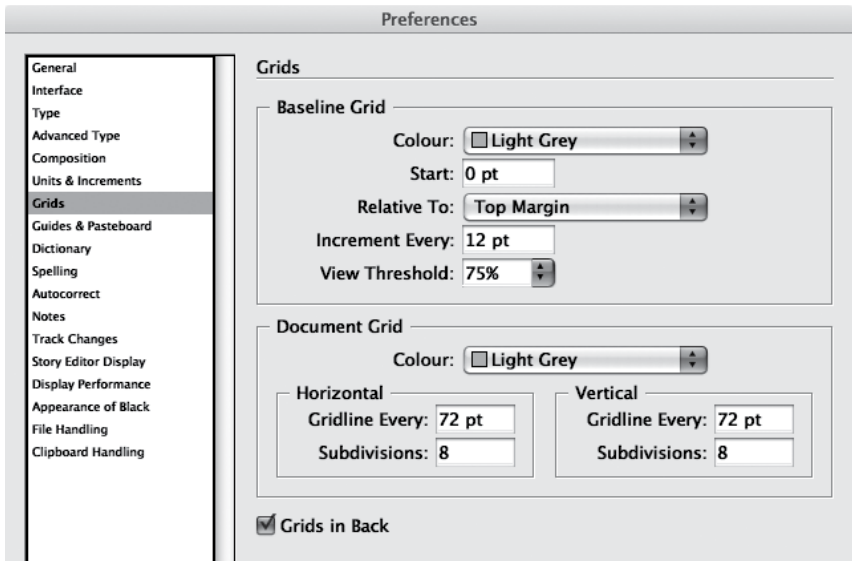 Preferences
General
Interface
Type
Advanced Type
Composition
Units & Increments
Grids
Guides & Pasteboard
Dictionary
Spelling
Autocorrect
Notes
Track Changes
Story Editor Display
Display Performance
Appearance of Black
File Handling
Clipboard Handling
Grids
Baseline Grid
Colour: Light Grey
Start: 0 pt
Relative To: Top Margin
Increment Every: 12 pt
View Threshold: 75%
Document Grid
Colour: Light Grey
Horizontal
Gridline Every: 72 pt
Subdivisions: 8
Vertical
Gridline Every: 72 pt
Subdivisions: 8
Grids in Back